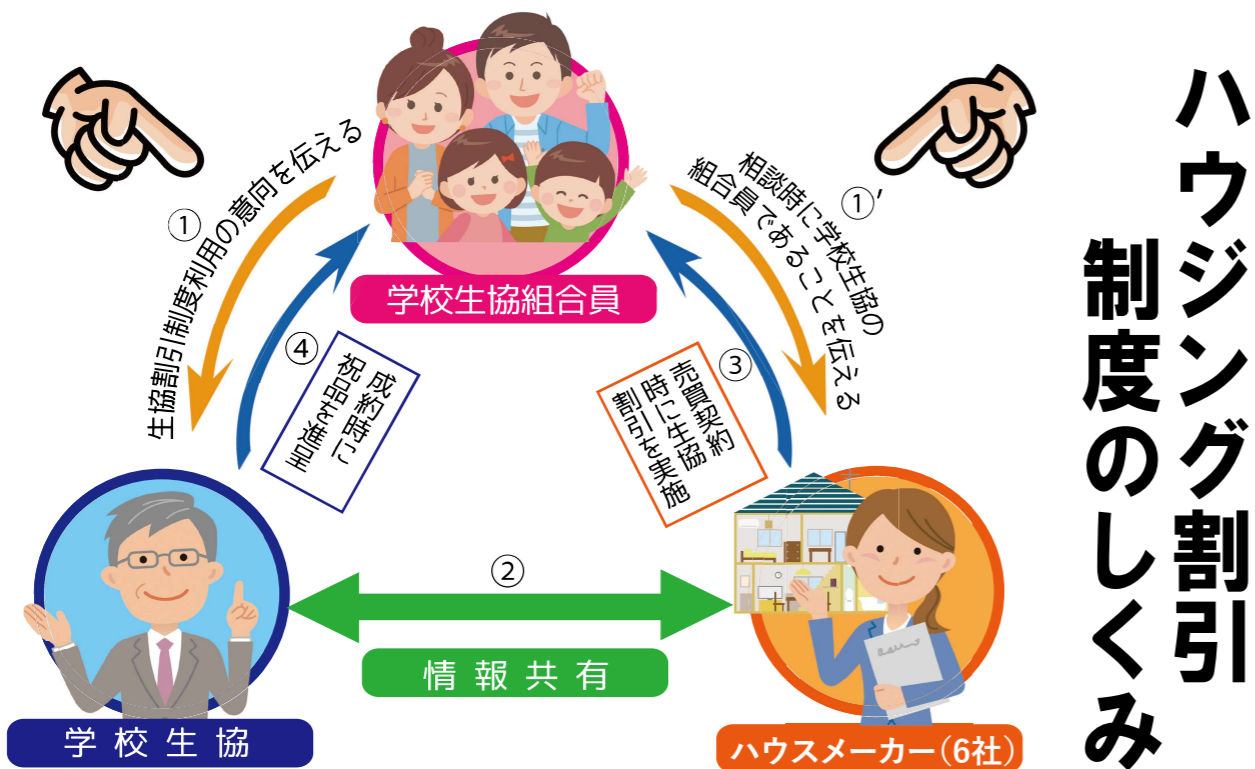 ハウジング割引
制度のしくみ
学校生協組合員
①
生協割引制度利用の意向を伝える
①′
相談時に学校生協の
組合員であることを伝える
④
成約時に
祝品を進呈
③
売買契約
時に生協
割引を実施
②
情報共有
学校生協
ハウスメーカー(6社)